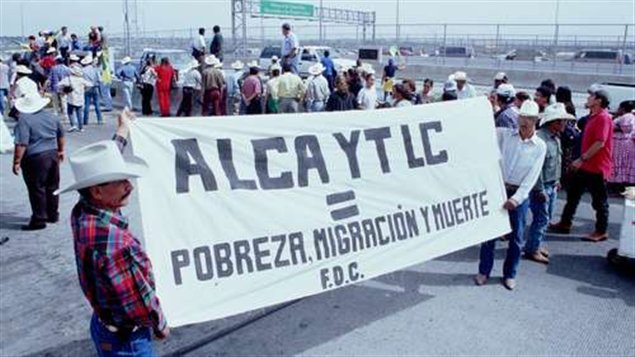 ALCA Y TLC
=
POBREZA, MIGRACIÓN Y MUERTE
F.D.C.